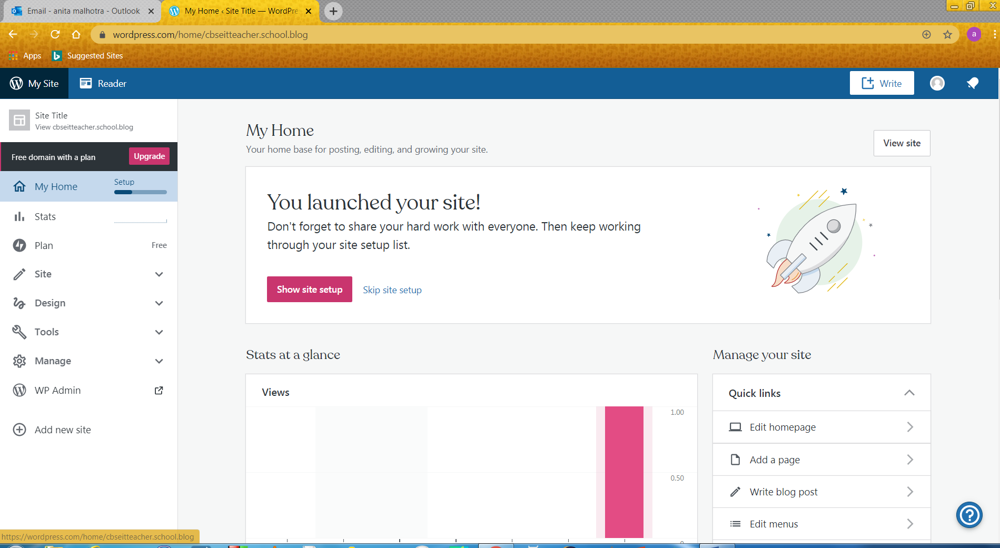 Email - anita malhotra - Outlook
My Home ‹ Site Title — WordPre
wordpress.com/home/cbseitteacher.school.blog
a
Apps
Suggested Sites
My Site
Reader
Write
Site Title
View cbseitteacher.school.blog
Free domain with a plan
Upgrade
My Home
Setup
Stats
Plan
Free
Site
Design
Tools
Manage
WP Admin
Add new site
My Home
Your home base for posting, editing, and growing your site.
View site
You launched your site!
Don't forget to share your hard work with everyone. Then keep working
through your site setup list.
Show site setup
Skip site setup
Stats at a glance
Views
1.00
0.50
0
Manage your site
Quick links
Edit homepage
Add a page
Write blog post
Edit menus
https://wordpress.com/home/cbseitteacher.school.blog